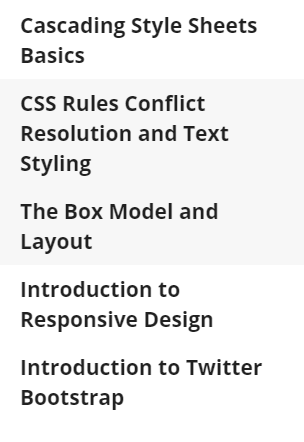 Cascading Style Sheets
Basics
CSS Rules Conflict
Resolution and Text
Styling
The Box Model and
Layout
Introduction to
Responsive Design
Introduction to Twitter
Bootstrap